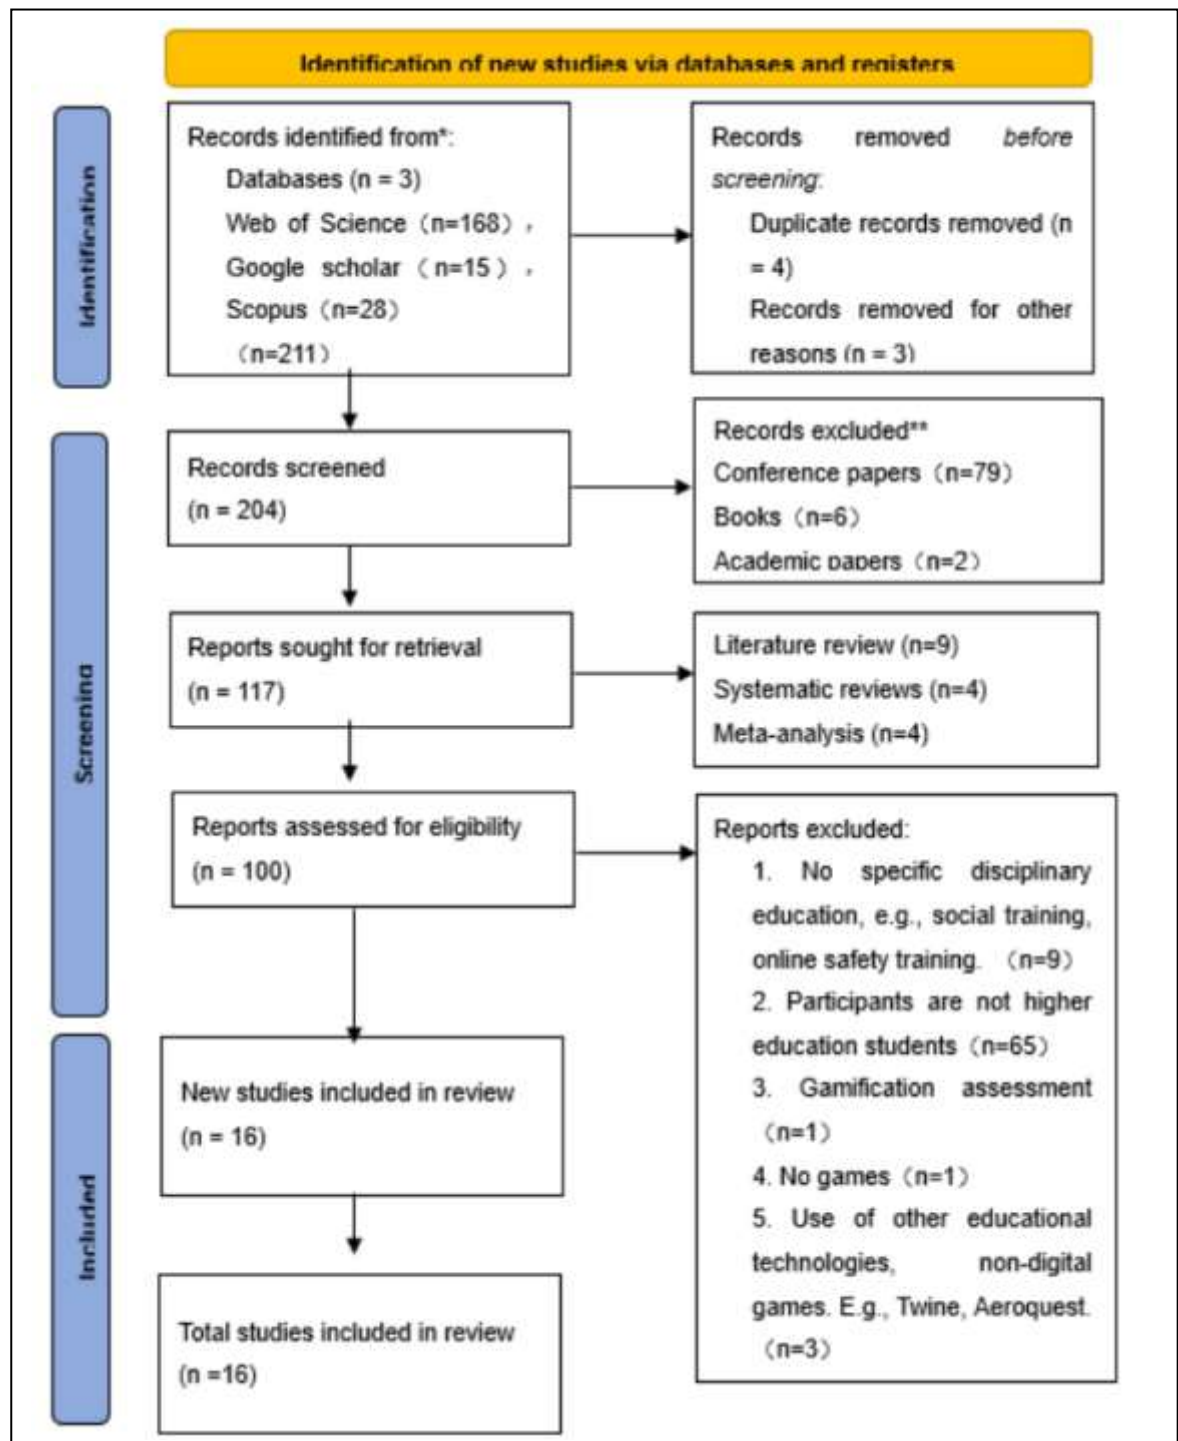 Identification of new studies via databases and registers
Identification
Records identified from*:
Databases (n = 3)
Web of Science（n=168）,
Google scholar（n=15）,
Scopus（n=28）
（n=211）
Records removed before
screening:
Duplicate records removed (n
= 4)
Records removed for other
reasons (n = 3)
Screening
Records screened
(n = 204)
Records excluded**
Conference papers（n=79）
Books（n=6）
Academic papers（n=2）
Reports sought for retrieval
(n = 117)
Literature review (n=9)
Systematic reviews (n=4)
Meta-analysis (n=4)
Reports assessed for eligibility
(n = 100)
Reports excluded:
1. No specific disciplinary
education, e.g., social training,
online safety training.（n=9）
2. Participants are not higher
education students（n=65）
3. Gamification assessment
（n=1）
4. No games（n=1）
5. Use of other educational
technologies, non-digital
games. E.g., Twine, Aeroquest.
（n=3）
Included
New studies included in review
(n = 16)
Total studies included in review
(n =16)